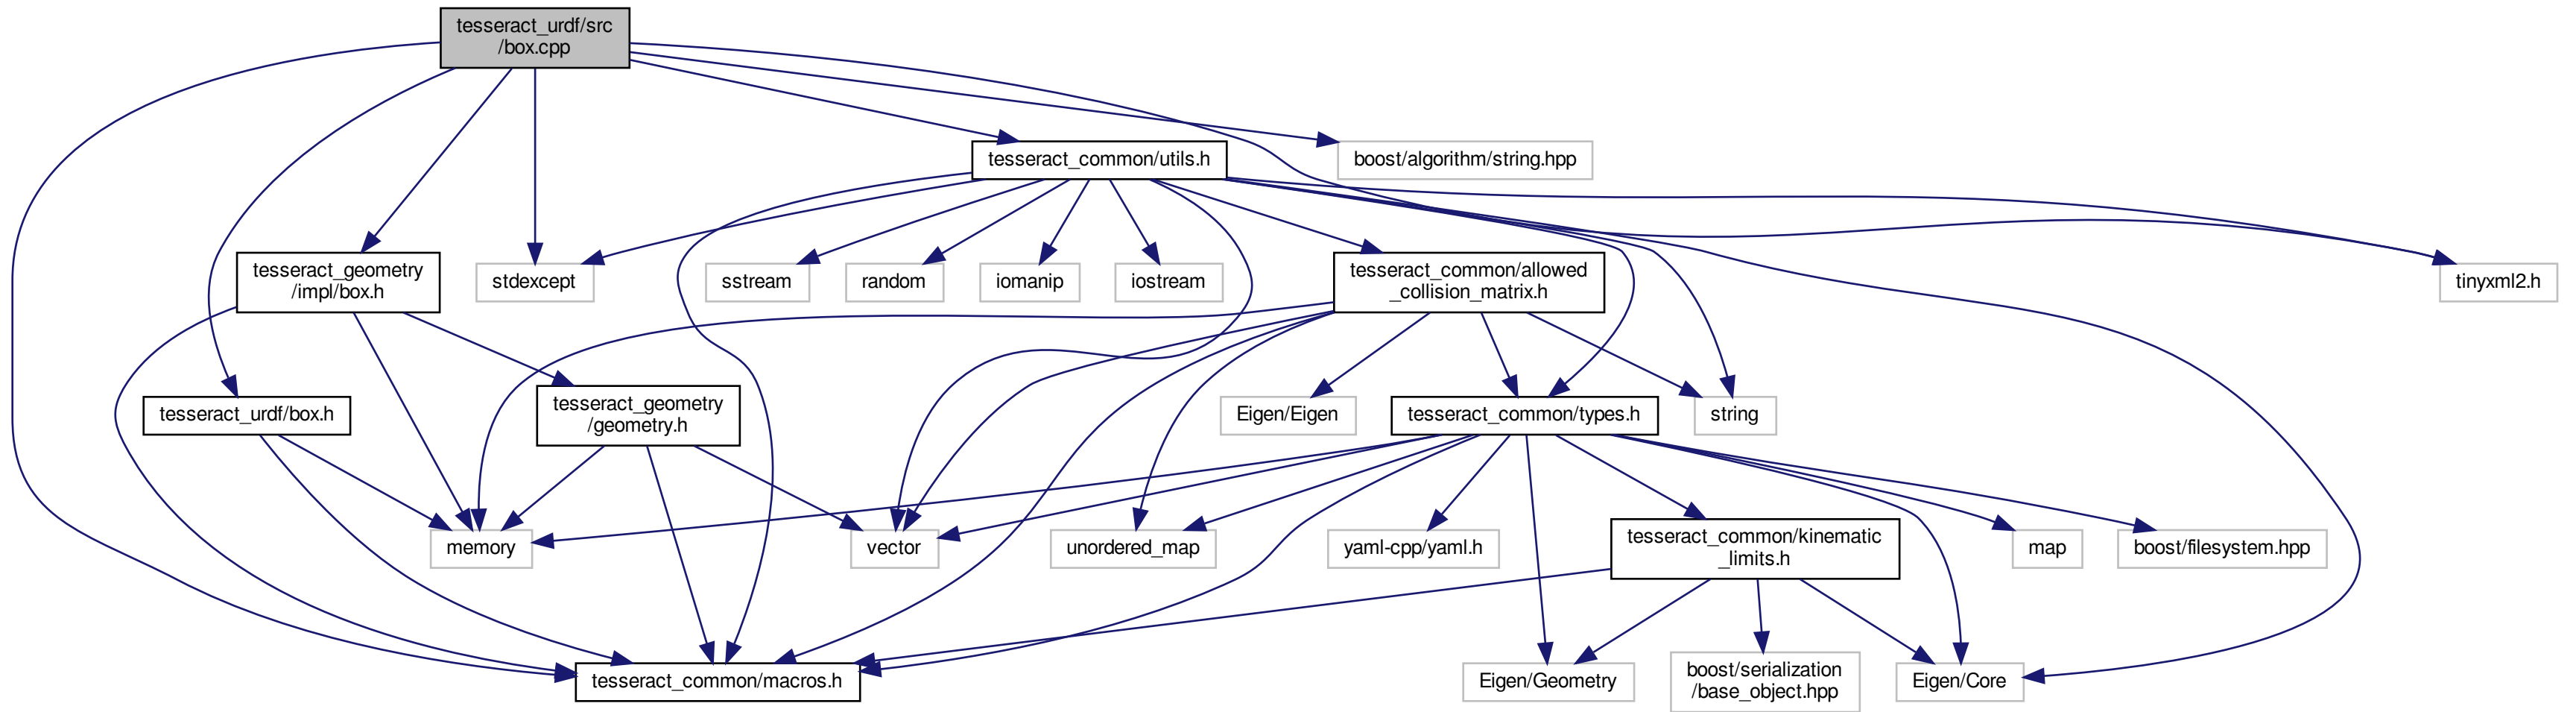 tesseract_urdf/src
/box.cpp
tesseract_common/utils.h
boost/algorithm/string.hpp
tesseract_geometry
/impl/box.h
stdexcept
sstream
random
iomanip
iostream
tesseract_common/allowed
_collision_matrix.h
tinyxml2.h
tesseract_urdf/box.h
tesseract_geometry
/geometry.h
Eigen/Eigen
tesseract_common/types.h
string
memory
vector
unordered_map
yaml-cpp/yaml.h
tesseract_common/kinematic
_limits.h
map
boost/filesystem.hpp
tesseract_common/macros.h
Eigen/Geometry
boost/serialization
/base_object.hpp
Eigen/Core